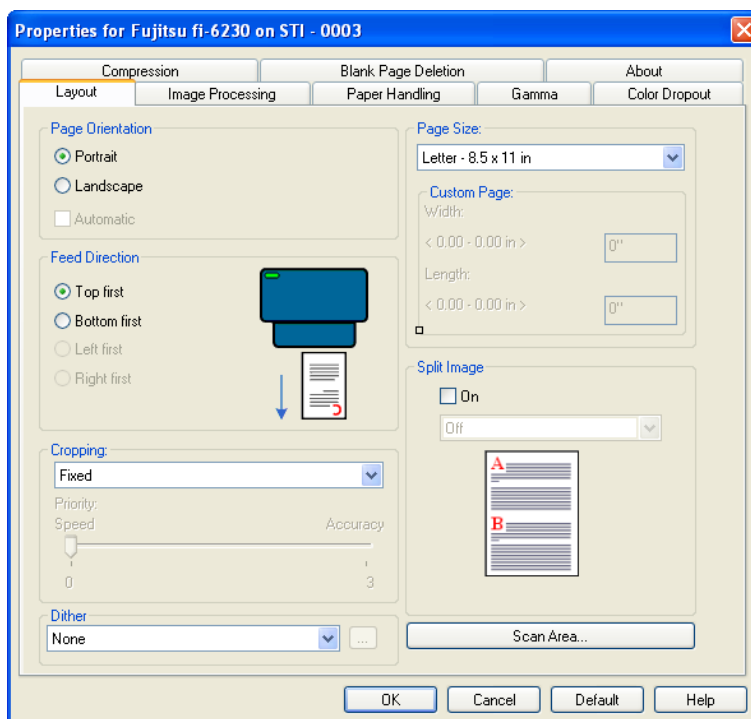 Properties for Fujitsu fi-6230 on STI - 0003
Compression Blank Page Deletion About
Layout Image Processing Paper Handling Gamma Color Dropout
Page Orientation
Portrait
Landscape
Automatic
Feed Direction
Top first
Bottom first
Left first
Right first
Cropping:
Fixed
Priority:
Speed Accuracy
0 3
Dither
None
...
Page Size:
Letter - 8.5 x 11 in
Custom Page:
Width:
< 0.00 - 0.00 in > 0"
Length:
< 0.00 - 0.00 in > 0"
Split Image
On
Off
A
B
Scan Area...
OK Cancel Default Help